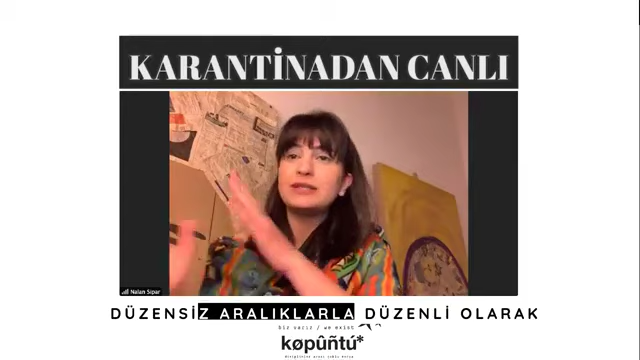 KARANTİNADAN CANLI
Nalan Sipar
DÜZENSİZ ARALIKLARLA DÜZENLİ OLARAK
biz varız / we exist
køpûñtú*